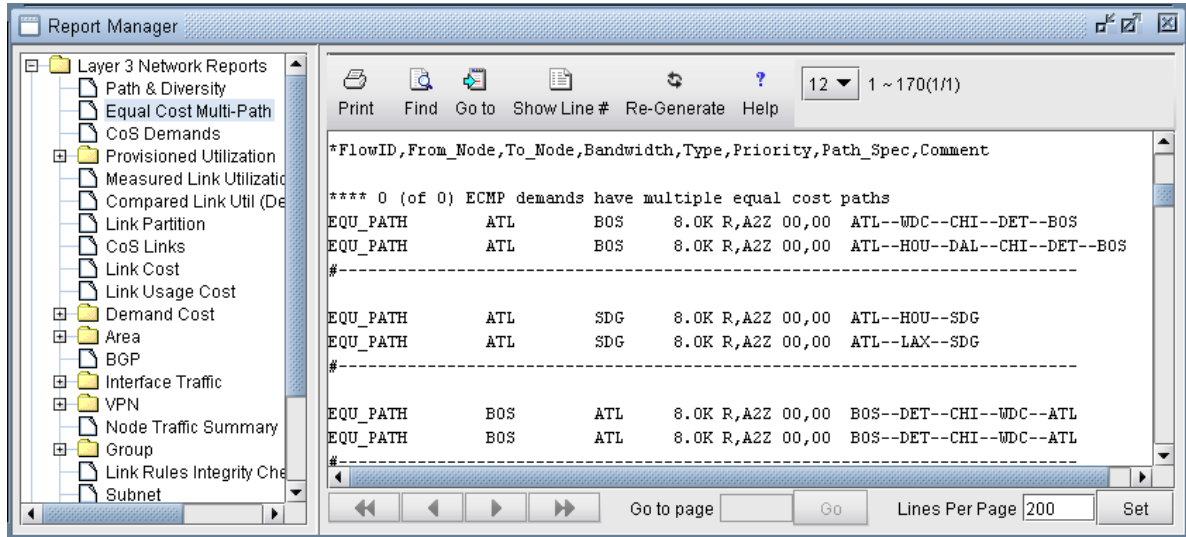 Report Manager
Layer 3 Network Reports
Path & Diversity
Equal Cost Multi-Path
CoS Demands
Provisioned Utilization
Measured Link Utilizatio
Compared Link Util (De
Link Partition
CoS Links
Link Cost
Link Usage Cost
Demand Cost
Area
BGP
Interface Traffic
VPN
Node Traffic Summary
Group
Link Rules Integrity Che
Subnet
Print Find Go to Show Line # Re-Generate Help 12 1 ~ 170(1/1)
*FlowID,From_Node,To_Node,Bandwidth,Type,Priority,Path_Spec,Comment
**** 0 (of 0) ECMP demands have multiple equal cost paths
EQU_PATH ATL BOS 8.0K R,A2Z 00,00 ATL--WDC--CHI--DET--BOS
EQU_PATH ATL BOS 8.0K R,A2Z 00,00 ATL--HOU--DAL--CHI--DET--BOS
#---------------------------------------------------------------------------
EQU_PATH ATL SDG 8.0K R,A2Z 00,00 ATL--HOU--SDG
EQU_PATH ATL SDG 8.0K R,A2Z 00,00 ATL--LAX--SDG
#---------------------------------------------------------------------------
EQU_PATH BOS ATL 8.0K R,A2Z 00,00 BOS--DET--CHI--WDC--ATL
EQU_PATH BOS ATL 8.0K R,A2Z 00,00 BOS--DET--CHI--WDC--ATL
#---------------------------------------------------------------------------
Go to page Go Lines Per Page 200 Set